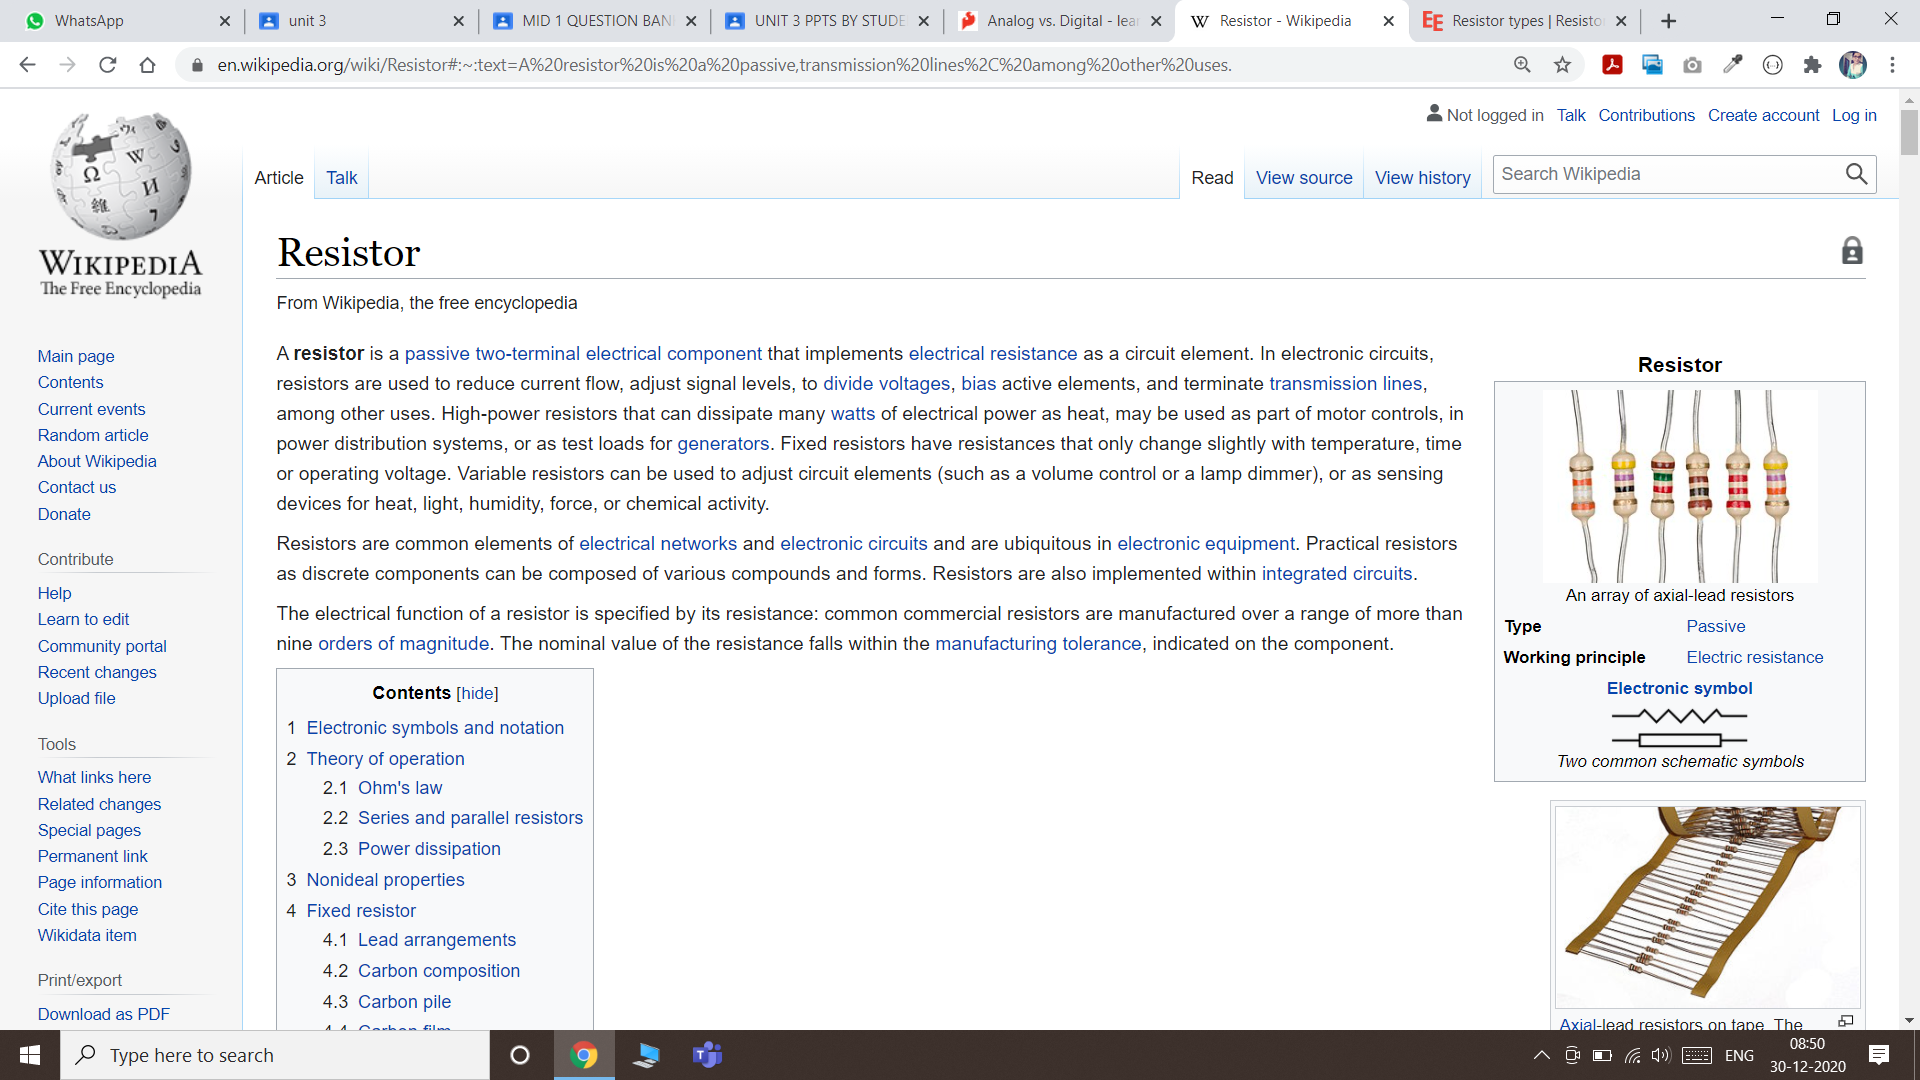 WhatsApp
unit 3
MID 1 QUESTION BAN
UNIT 3 PPTS BY STUDE
Analog vs. Digital - lear
Resistor - Wikipedia
EE Resistor types | Resisto
en.wikipedia.org/wiki/Resistor#:~:text=A%20resistor%20is%20a%20passive,transmission%20lines%2C%20among%20other%20uses.
Not logged in Talk Contributions Create account Log in
Article Talk Read View source View history Search Wikipedia
WIKIPEDIA
The Free Encyclopedia
Main page
Contents
Current events
Random article
About Wikipedia
Contact us
Donate
Contribute
Help
Learn to edit
Community portal
Recent changes
Upload file
Tools
What links here
Related changes
Special pages
Permanent link
Page information
Cite this page
Wikidata item
Print/export
Download as PDF
Resistor
From Wikipedia, the free encyclopedia
A resistor is a passive two-terminal electrical component that implements electrical resistance as a circuit element. In electronic circuits,
resistors are used to reduce current flow, adjust signal levels, to divide voltages, bias active elements, and terminate transmission lines,
among other uses. High-power resistors that can dissipate many watts of electrical power as heat, may be used as part of motor controls, in
power distribution systems, or as test loads for generators. Fixed resistors have resistances that only change slightly with temperature, time
or operating voltage. Variable resistors can be used to adjust circuit elements (such as a volume control or a lamp dimmer), or as sensing
devices for heat, light, humidity, force, or chemical activity.
Resistors are common elements of electrical networks and electronic circuits and are ubiquitous in electronic equipment. Practical resistors
as discrete components can be composed of various compounds and forms. Resistors are also implemented within integrated circuits.
The electrical function of a resistor is specified by its resistance: common commercial resistors are manufactured over a range of more than
nine orders of magnitude. The nominal value of the resistance falls within the manufacturing tolerance, indicated on the component.
Contents [hide]
1 Electronic symbols and notation
2 Theory of operation
2.1 Ohm's law
2.2 Series and parallel resistors
2.3 Power dissipation
3 Nonideal properties
4 Fixed resistor
4.1 Lead arrangements
4.2 Carbon composition
4.3 Carbon pile
4.4 Carbon film
Resistor
An array of axial-lead resistors
Type Passive
Working principle Electric resistance
Electronic symbol
Two common schematic symbols
Axial-lead resistors on tape. The
Type here to search
ENG
08:50
30-12-2020